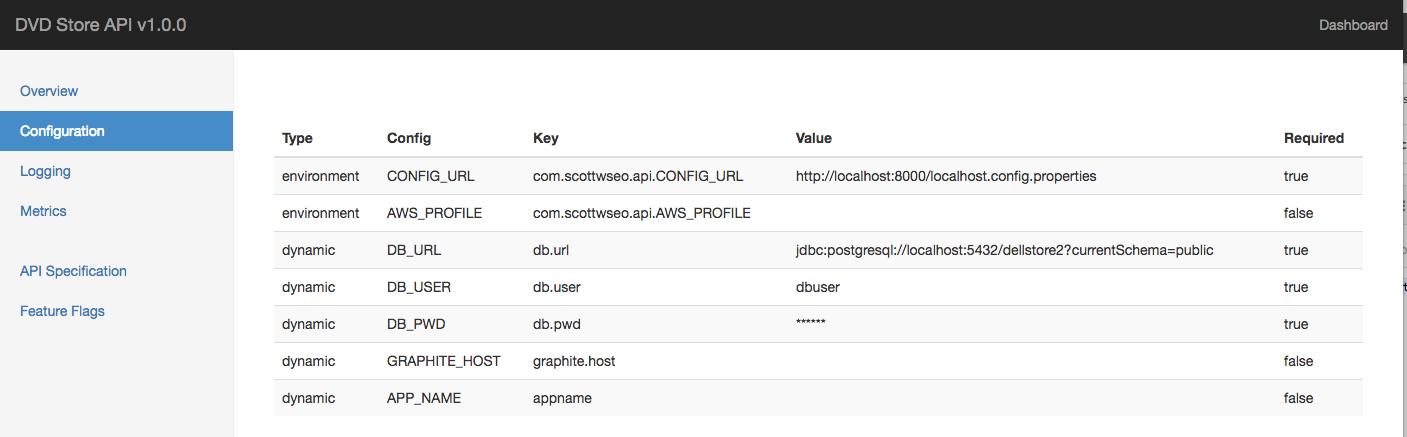 DVD Store API v1.0.0
Dashboard
Overview
Configuration
Logging
Metrics
API Specification
Feature Flags
Type Config Key Value Required
environment CONFIG_URL com.scottwseo.api.CONFIG_URL http://localhost:8000/localhost.config.properties true
environment AWS_PROFILE com.scottwseo.api.AWS_PROFILE false
dynamic DB_URL db.url jdbc:postgresql://localhost:5432/dellstore2?currentSchema=public true
dynamic DB_USER db.user dbuser true
dynamic DB_PWD db.pwd ****** true
dynamic GRAPHITE_HOST graphite.host false
dynamic APP_NAME appname false